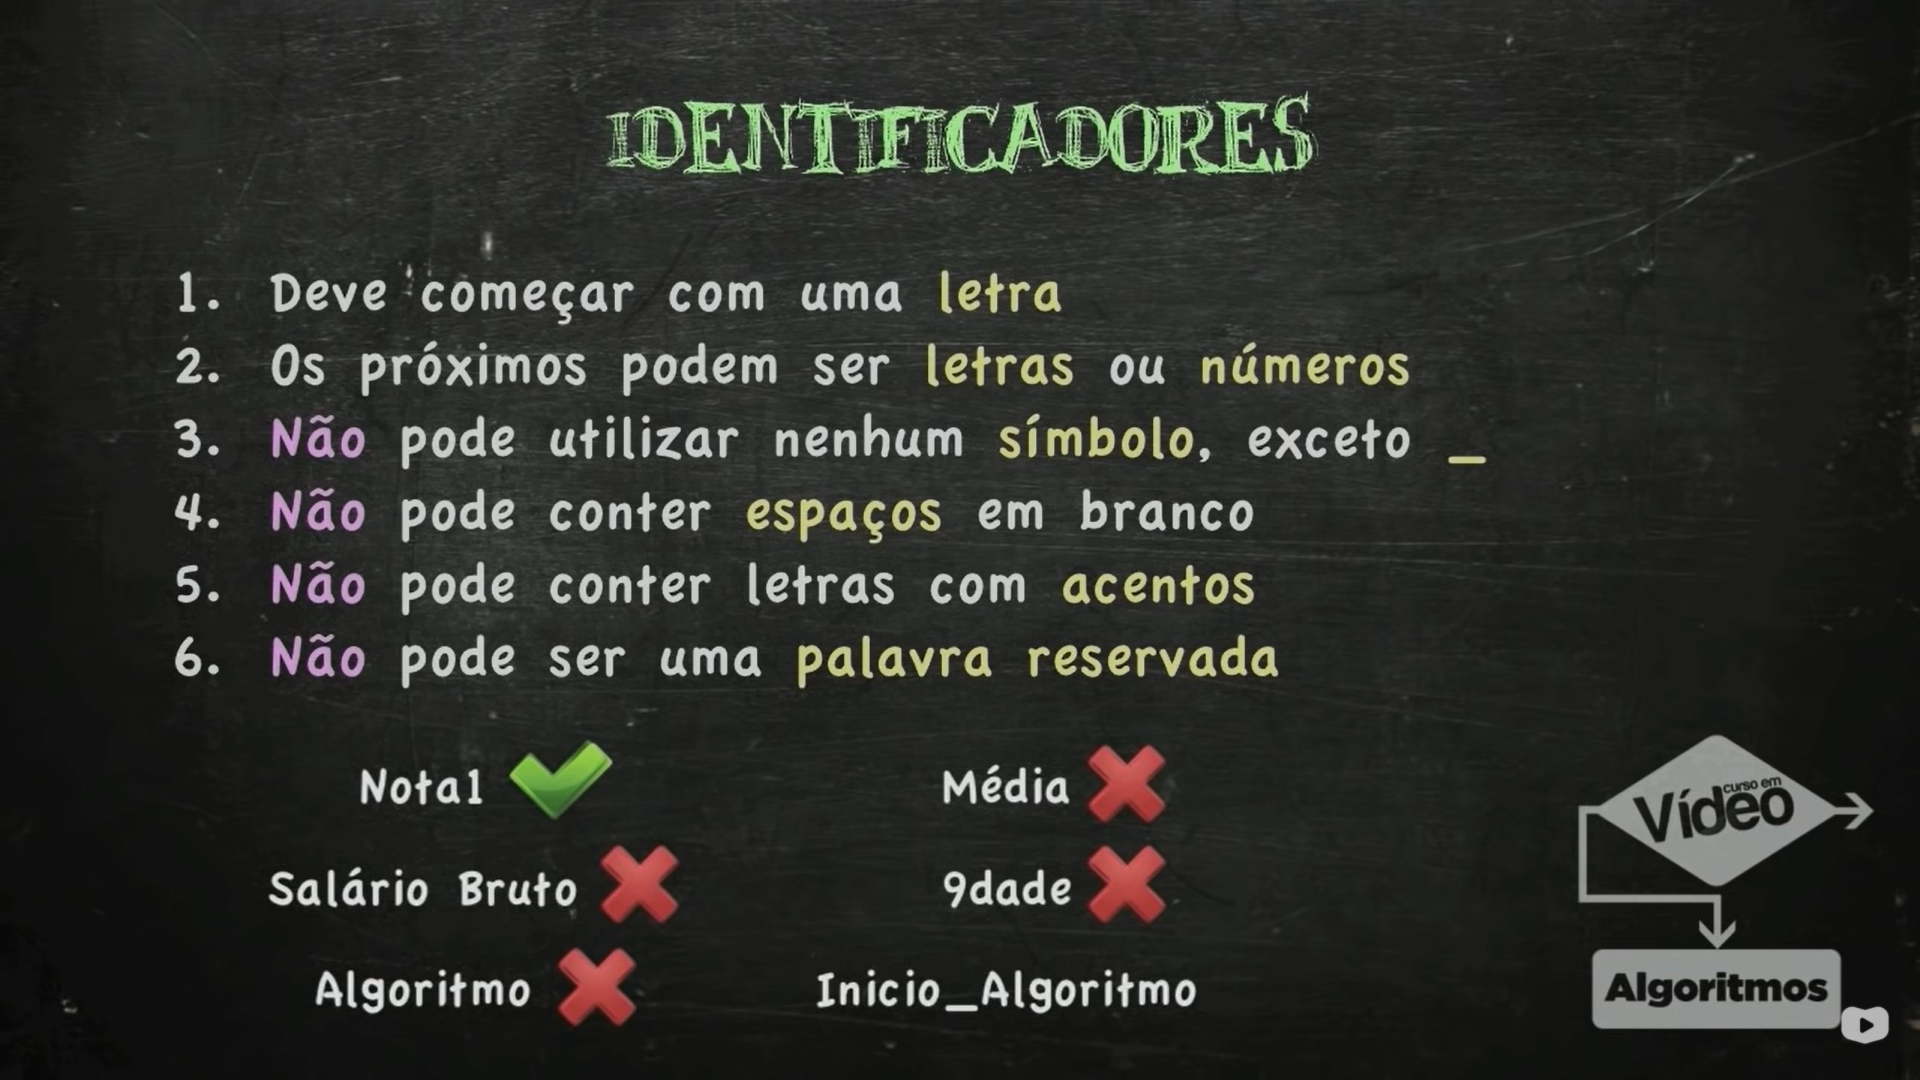 IDENTIFICADORES
1. Deve começar com uma letra
2. Os próximos podem ser letras ou números
3. Não pode utilizar nenhum símbolo, exceto _
4. Não pode conter espaços em branco
5. Não pode conter letras com acentos
6. Não pode ser uma palavra reservada
Nota1
Média
Salário Bruto
9dade
Algoritmo
Inicio_Algoritmo
curso em
Vídeo
Algoritmos